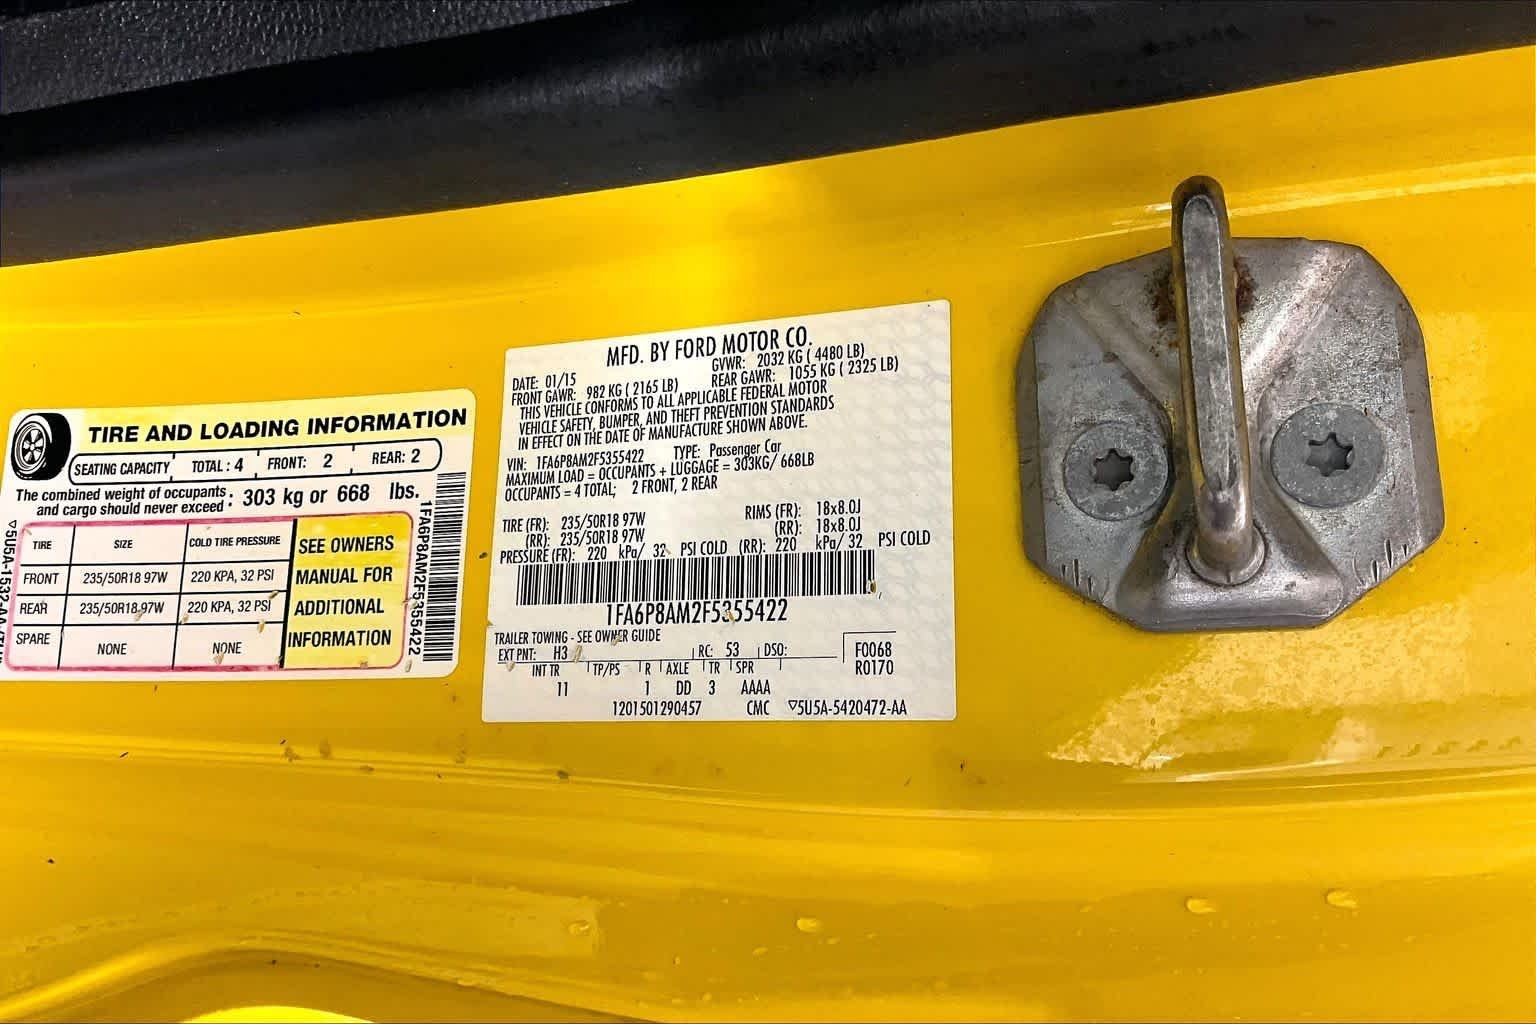 TIRE AND LOADING INFORMATION
SEATING CAPACITY TOTAL : 4 FRONT: 2 REAR: 2
The combined weight of occupants and cargo should never exceed : 303 kg or 668 lbs.
TIRE SIZE COLD TIRE PRESSURE
FRONT 235/50R18 97W 220 KPA, 32 PSI
REAR 235/50R18 97W 220 KPA, 32 PSI
SPARE NONE NONE
SEE OWNERS
MANUAL FOR
ADDITIONAL
INFORMATION
1FA6P8AM2F5355422
MFD. BY FORD MOTOR CO.
DATE: 01/15 GVWR: 2032 KG ( 4480 LB)
FRONT GAWR: 982 KG ( 2165 LB) REAR GAWR: 1055 KG ( 2325 LB)
THIS VEHICLE CONFORMS TO ALL APPLICABLE FEDERAL MOTOR
VEHICLE SAFETY, BUMPER, AND THEFT PREVENTION STANDARDS
IN EFFECT ON THE DATE OF MANUFACTURE SHOWN ABOVE.
VIN: 1FA6P8AM2F5355422 TYPE: Passenger Car
MAXIMUM LOAD = OCCUPANTS + LUGGAGE = 303KG/ 668LB
OCCUPANTS = 4 TOTAL; 2 FRONT, 2 REAR
TIRE (FR): 235/50R18 97W RIMS (FR): 18x8.0J
(RR): 235/50R18 97W (RR): 18x8.0J
PRESSURE (FR): 220 kPa/ 32 PSI COLD (RR): 220 kPa/ 32 PSI COLD
1FA6P8AM2F5355422
TRAILER TOWING - SEE OWNER GUIDE
EXT PNT: H3 RC: 53 DSO: F0068
INT TR TP/PS R AXLE TR SPR R0170
11 1 DD 3 AAAA
1201501290457 CMC ▽5U5A-5420472-AA